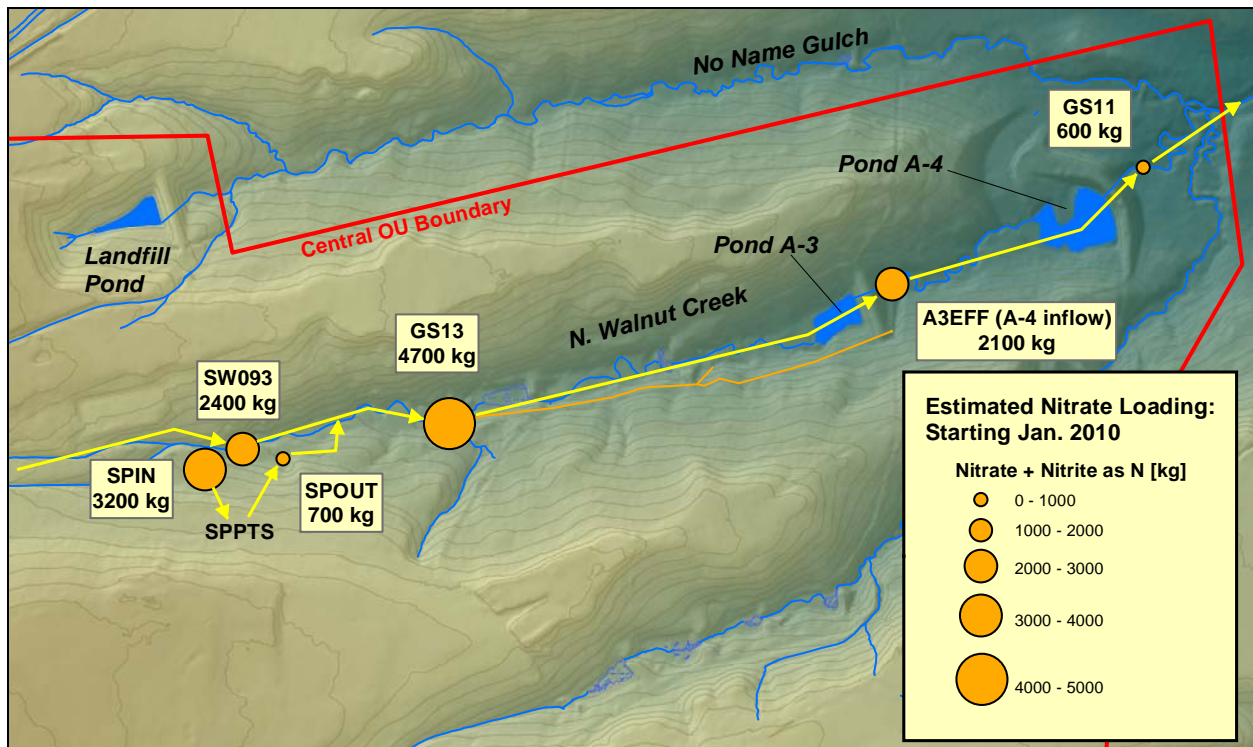 No Name Gulch
GS11
600 kg
Pond A-4
Central OU Boundary
Landfill
Pond
Pond A-3
N. Walnut Creek
A3EFF (A-4 inflow)
2100 kg
GS13
4700 kg
SW093
2400 kg
SPIN
3200 kg
SPOUT
700 kg
SPPTS
Estimated Nitrate Loading:
Starting Jan. 2010
Nitrate + Nitrite as N [kg]
0 - 1000
1000 - 2000
2000 - 3000
3000 - 4000
4000 - 5000